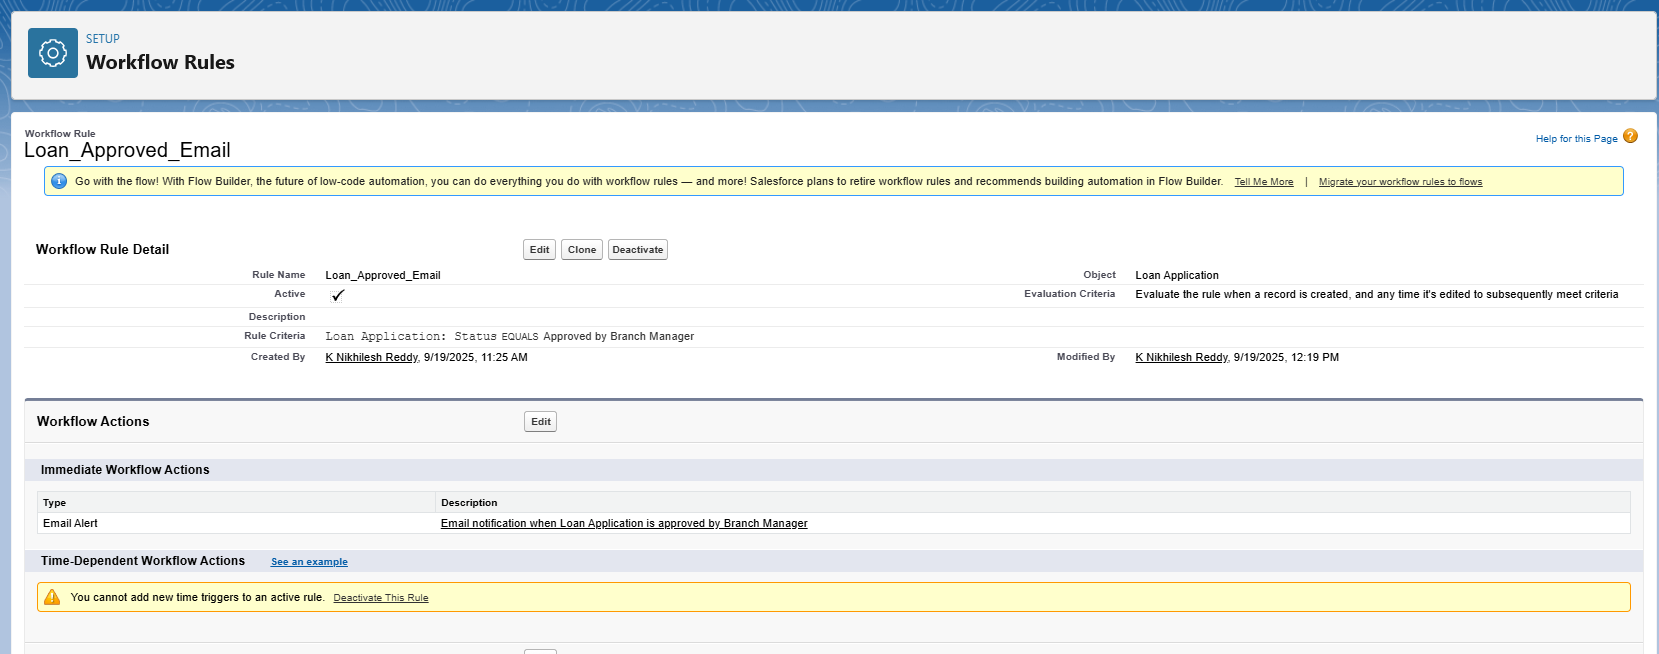 SETUP
Workflow Rules
Workflow Rule
Loan_Approved_Email
Help for this Page ?
Go with the flow! With Flow Builder, the future of low-code automation, you can do everything you do with workflow rules — and more! Salesforce plans to retire workflow rules and recommends building automation in Flow Builder. Tell Me More | Migrate your workflow rules to flows
Workflow Rule Detail Edit Clone Deactivate
Rule Name Loan_Approved_Email Object Loan Application
Active Evaluation Criteria Evaluate the rule when a record is created, and any time it's edited to subsequently meet criteria
Description
Rule Criteria Loan Application: Status EQUALS Approved by Branch Manager
Created By K Nikhilesh Reddy, 9/19/2025, 11:25 AM Modified By K Nikhilesh Reddy, 9/19/2025, 12:19 PM
Workflow Actions Edit
Immediate Workflow Actions
Type Description
Email Alert Email notification when Loan Application is approved by Branch Manager
Time-Dependent Workflow Actions See an example
You cannot add new time triggers to an active rule. Deactivate This Rule